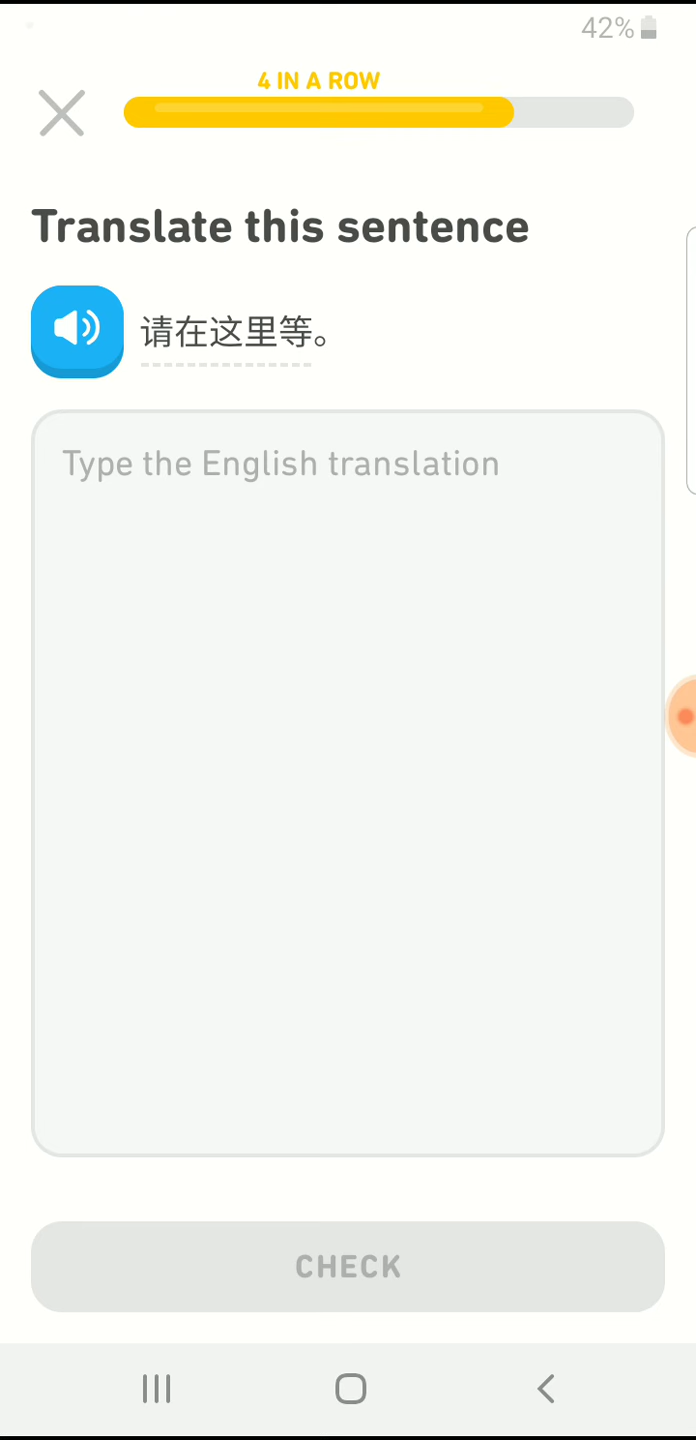 42%
4 IN A ROW
Translate this sentence
请在这里等。
Type the English translation
CHECK